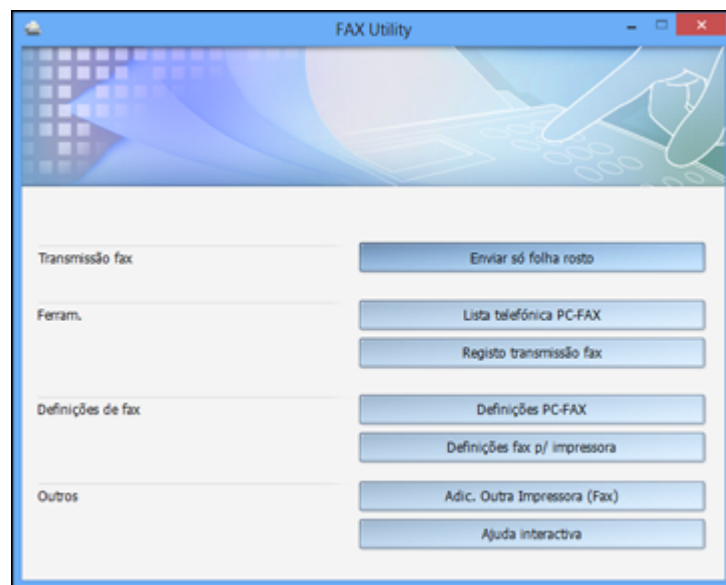 FAX Utility
Transmissão fax
Enviar só folha rosto
Ferram.
Lista telefónica PC-FAX
Registo transmissão fax
Definições de fax
Definições PC-FAX
Definições fax p/ impressora
Outros
Adic. Outra Impressora (Fax)
Ajuda interactiva